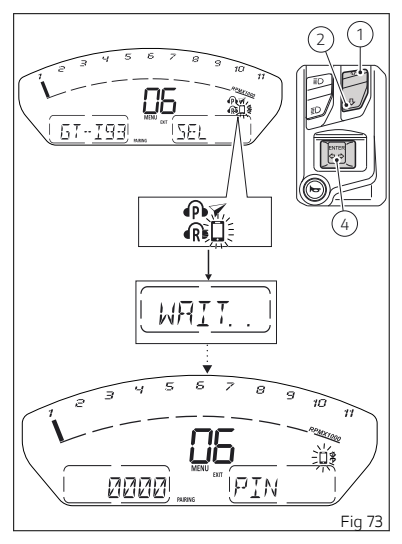 2
1
1 2 3 4 5 6 7 8 9 10 11
RPMX1000
06
MENU
EXIT
P
R
GT-I93
PAIRING
SEL
ENTER
4
P
R
WAIT..
1 2 3 4 5 6 7 8 9 10 11
RPMX1000
06
MENU
EXIT
0000
PAIRING
PIN
Fig 73